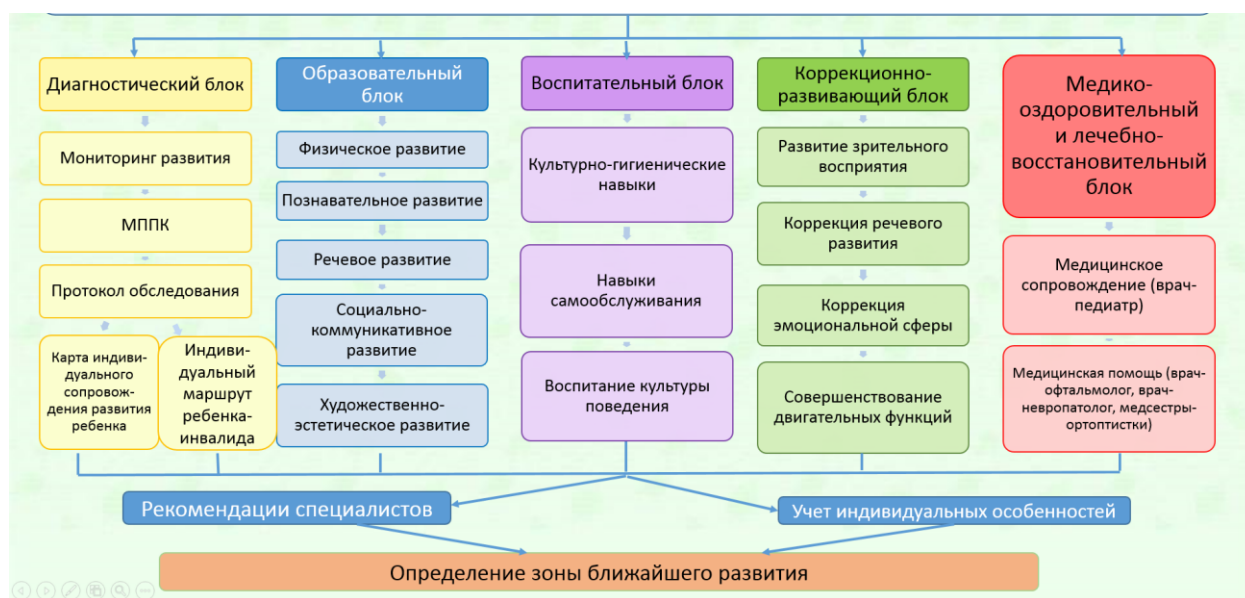 Диагностический блок
Мониторинг развития
МППК
Протокол обследования
Карта индиви-
дуального
сопровож-
дения развития
ребенка
Индиви-
дуальный
маршрут
ребенка-
инвалида
Образовательный
блок
Физическое развитие
Познавательное развитие
Речевое развитие
Социально-
коммуникативное
развитие
Художественно-
эстетическое развитие
Воспитательный блок
Культурно-гигиенические
навыки
Навыки
самообслуживания
Воспитание культуры
поведения
Коррекционно-
развивающий блок
Развитие зрительного
восприятия
Коррекция речевого
развития
Коррекция
эмоциональной сферы
Совершенствование
двигательных функций
Медико-
оздоровительный
и лечебно-
восстановительный
блок
Медицинское
сопровождение (врач-
педиатр)
Медицинская помощь (врач-
офтальмолог, врач-
невропатолог, медсестры-
ортоптистки)
Рекомендации специалистов
Учет индивидуальных особенностей
Определение зоны ближайшего развития